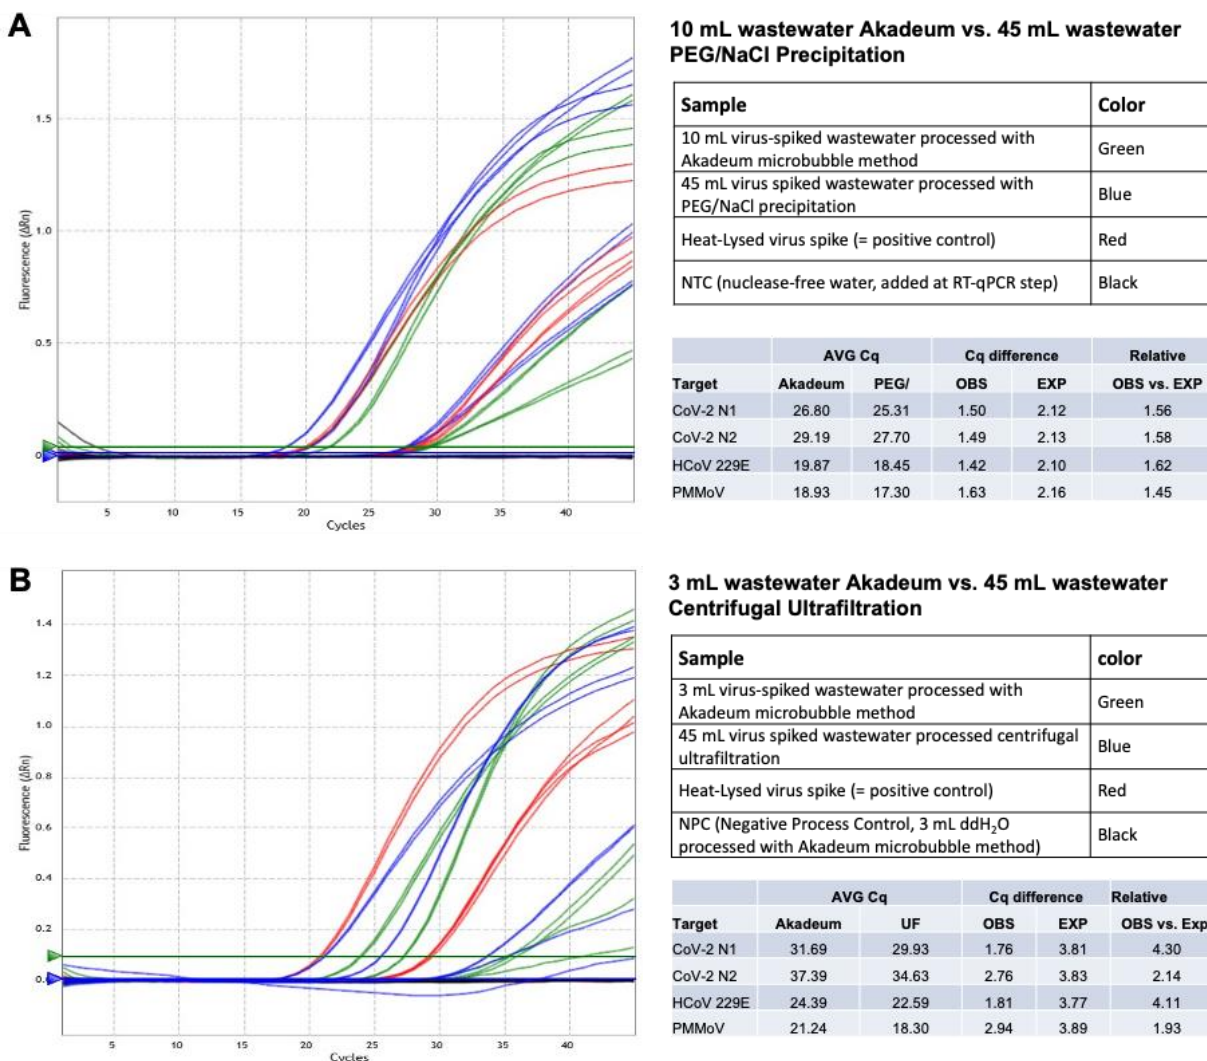 A
1.5
1.0
0.5
0
Fluorescence (ΔRn)
5 10 15 20 25 30 35 40
Cycles
10 mL wastewater Akadeum vs. 45 mL wastewater
PEG/NaCl Precipitation
Sample Color
10 mL virus-spiked wastewater processed with
Akadeum microbubble method Green
45 mL virus spiked wastewater processed with
PEG/NaCl precipitation Blue
Heat-Lysed virus spike (= positive control) Red
NTC (nuclease-free water, added at RT-qPCR step) Black
AVG Cq Cq difference Relative
Target Akadeum PEG/ OBS EXP OBS vs. EXP
CoV-2 N1 26.80 25.31 1.50 2.12 1.56
CoV-2 N2 29.19 27.70 1.49 2.13 1.58
HCoV 229E 19.87 18.45 1.42 2.10 1.62
PMMoV 18.93 17.30 1.63 2.16 1.45
B
1.4
1.2
1.0
0.8
0.6
0.4
0.2
0.
Fluorescence (ΔRn)
5 10 15 20 25 30 35 40
Cycles
3 mL wastewater Akadeum vs. 45 mL wastewater
Centrifugal Ultrafiltration
Sample color
3 mL virus-spiked wastewater processed with
Akadeum microbubble method Green
45 mL virus spiked wastewater processed centrifugal
ultrafiltration Blue
Heat-Lysed virus spike (= positive control) Red
NPC (Negative Process Control, 3 mL ddH₂O
processed with Akadeum microbubble method) Black
AVG Cq Cq difference Relative
Target Akadeum UF OBS EXP OBS vs. Exp
CoV-2 N1 31.69 29.93 1.76 3.81 4.30
CoV-2 N2 37.39 34.63 2.76 3.83 2.14
HCoV 229E 24.39 22.59 1.81 3.77 4.11
PMMoV 21.24 18.30 2.94 3.89 1.93